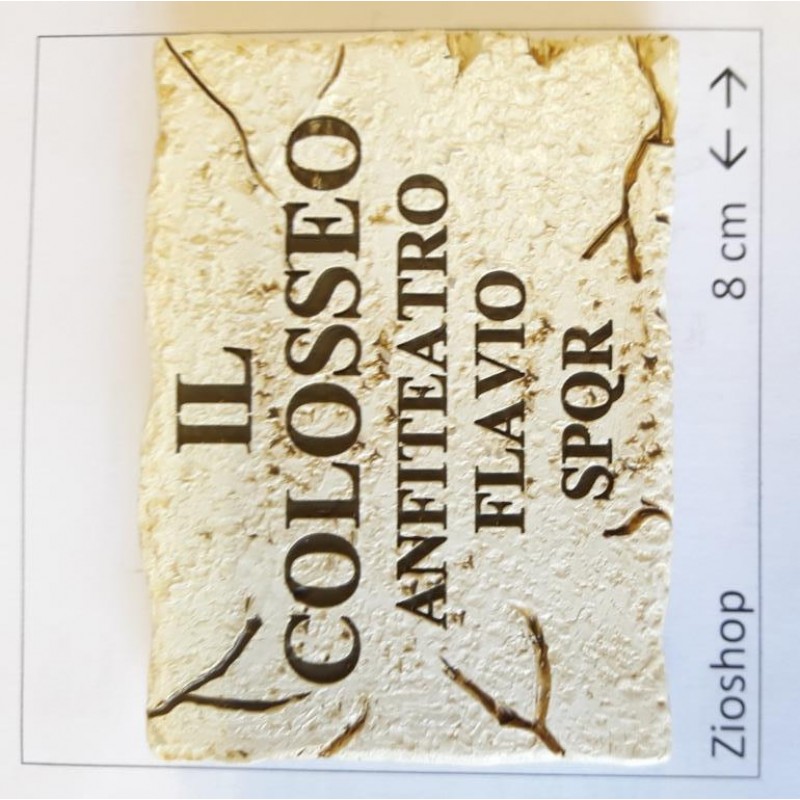 IL
COLOSSEO
ANFITEATRO
FLAVIO
SPQR
Zioshop 8 cm ← →